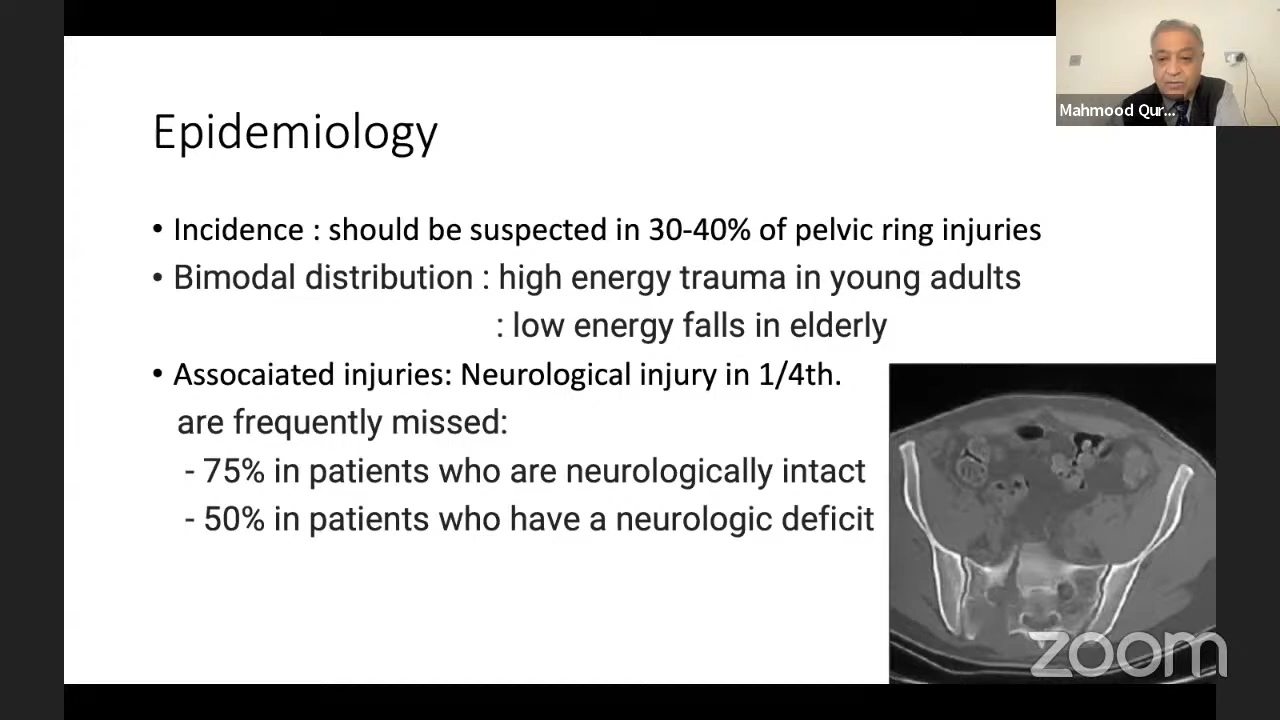 Mahmood Qur...
Epidemiology
• Incidence : should be suspected in 30-40% of pelvic ring injuries
• Bimodal distribution : high energy trauma in young adults
: low energy falls in elderly
• Assocaiated injuries: Neurological injury in 1/4th.
are frequently missed:
- 75% in patients who are neurologically intact
- 50% in patients who have a neurologic deficit
zoom